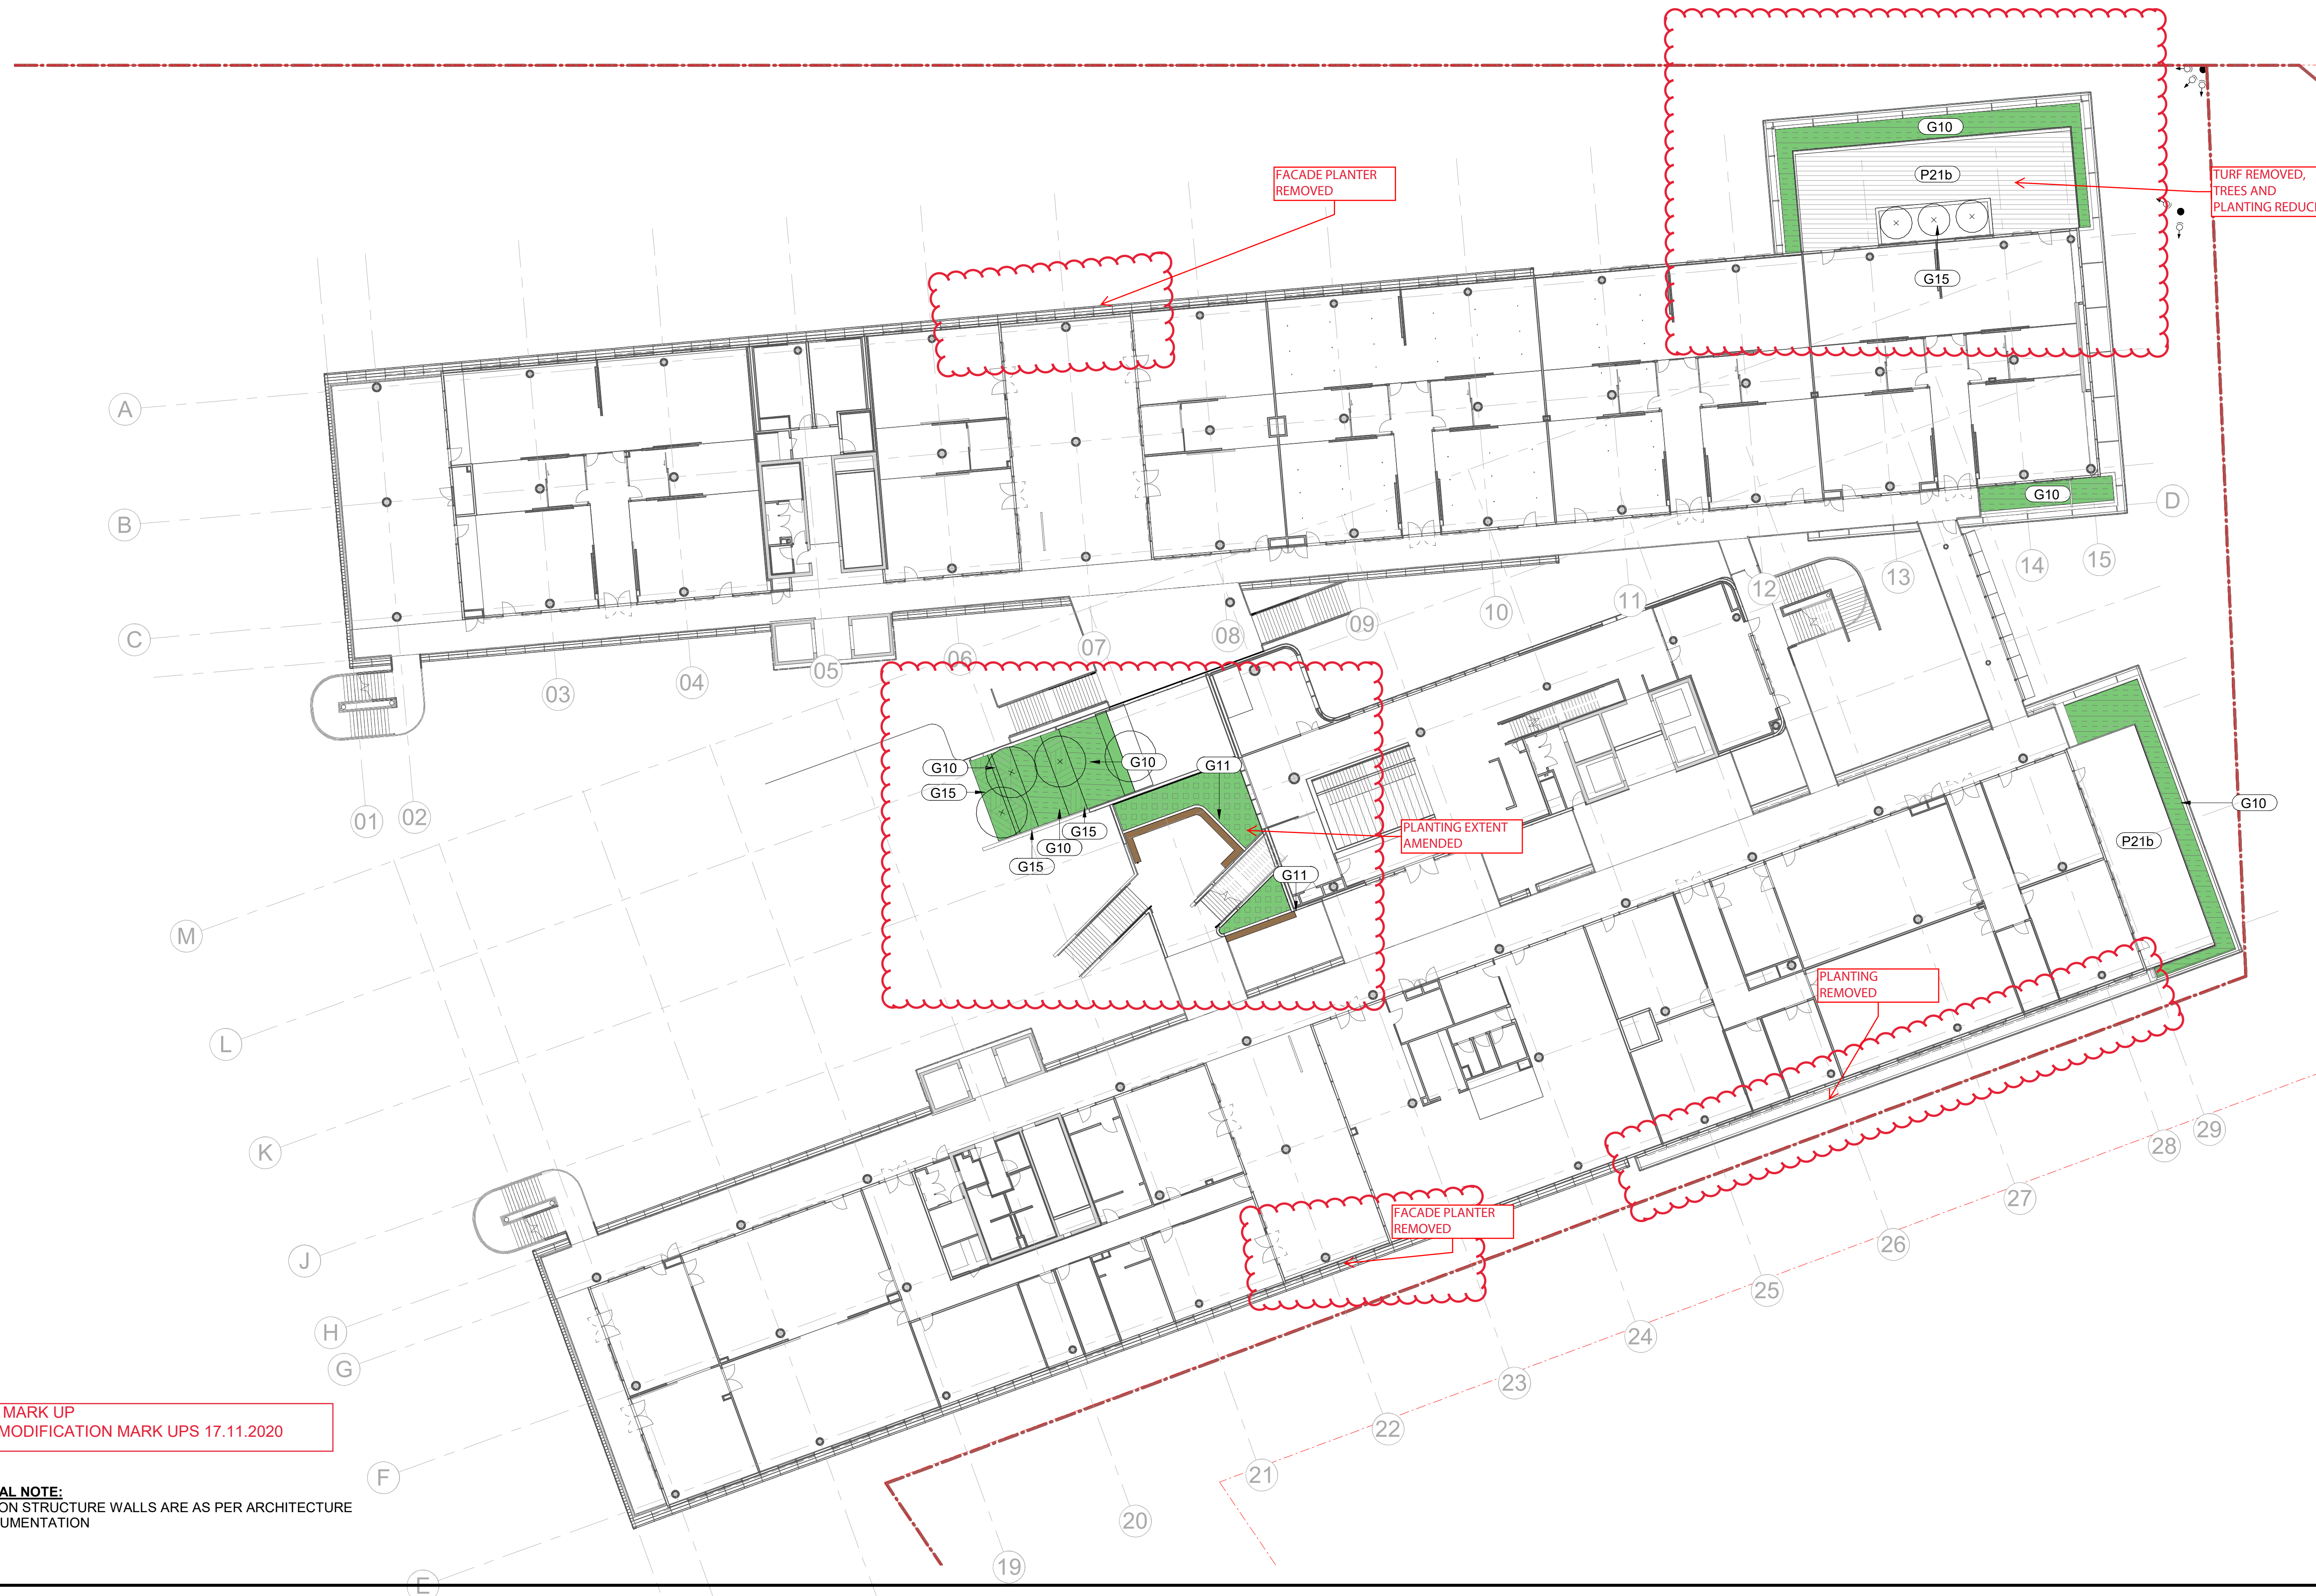 G10
P21b
G15
G10
FACADE PLANTER
REMOVED
TURF REMOVED,
TREES AND
PLANTING REDUC
A
B
C
D
15
14
13
12
11
10
09
08
07
06
05
04
03
02
01
G10
G15
G10
G11
G15
G10
G15
G11
PLANTING EXTENT
AMENDED
G10
P21b
PLANTING
REMOVED
FACADE PLANTER
REMOVED
M
L
K
J
H
G
F
E
29
28
27
26
25
24
23
22
21
20
19
MARK UP
MODIFICATION MARK UPS 17.11.2020
AL NOTE:
ON STRUCTURE WALLS ARE AS PER ARCHITECTURE
UMENTATION